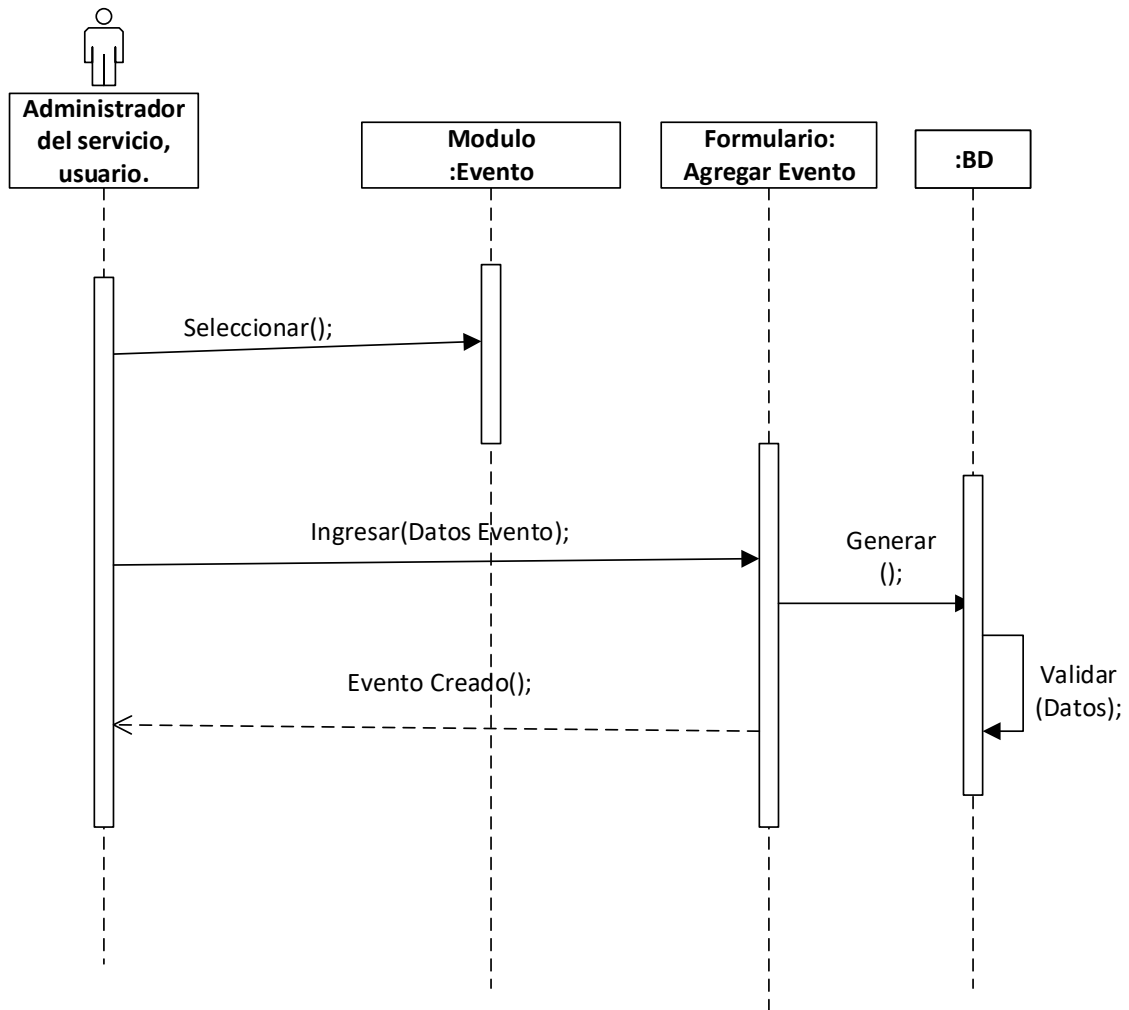 Administrador
del servicio,
usuario.
Modulo
:Evento
Formulario:
Agregar Evento
:BD
Seleccionar();
Ingresar(Datos Evento);
Generar
();
Validar
(Datos);
Evento Creado();